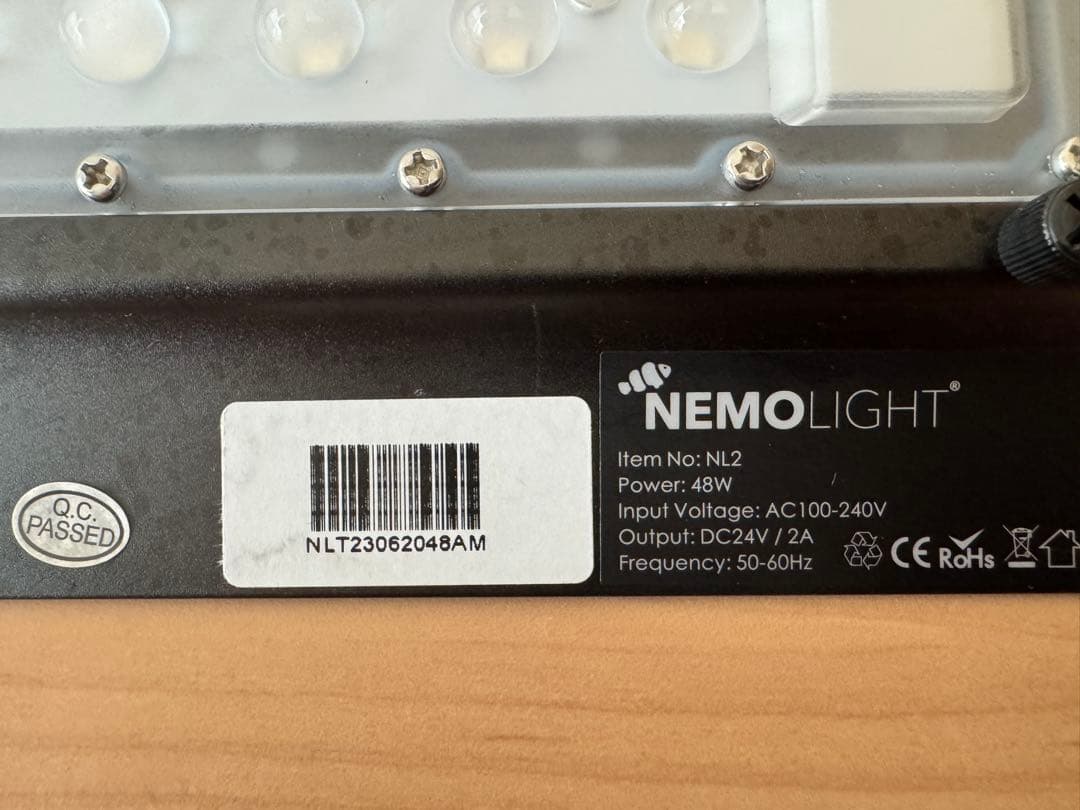 Q.C.
PASSED
NLT23062048AM
NEMOLIGHT®
Item No: NL2
Power: 48W
Input Voltage: AC100-240V
Output: DC24V / 2A
Frequency: 50-60Hz
CE RoHS